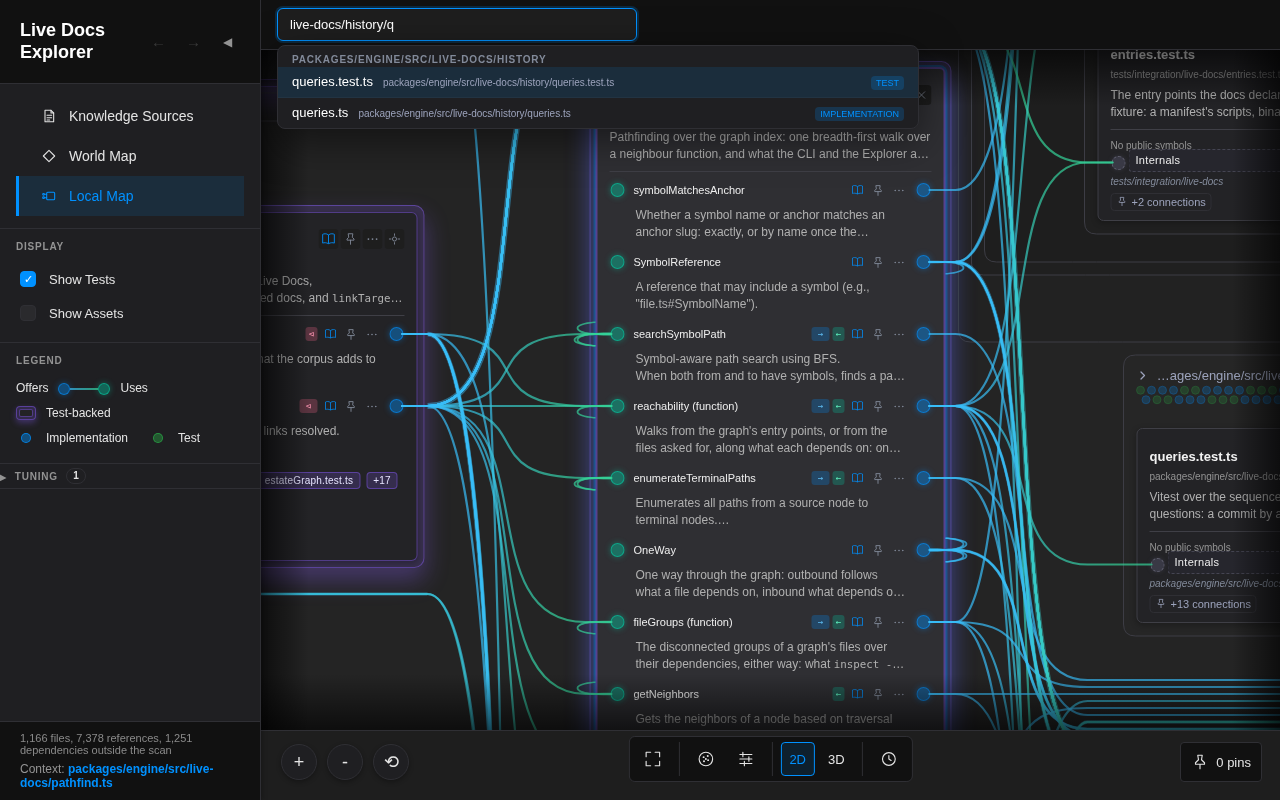 Live Docs
Explorer
live-docs/history/q
PACKAGES/ENGINE/SRC/LIVE-DOCS/HISTORY
queries.test.ts packages/engine/src/live-docs/history/queries.test.ts TEST
queries.ts packages/engine/src/live-docs/history/queries.ts IMPLEMENTATION
Knowledge Sources
World Map
Local Map
DISPLAY
Show Tests
Show Assets
LEGEND
Offers Uses
Test-backed
Implementation Test
TUNING 1
1,166 files, 7,378 references, 1,251
dependencies outside the scan
Context: packages/engine/src/live-
docs/pathfind.ts
Live Docs,
ed docs, and linkTarge…
at the corpus adds to
links resolved.
estateGraph.test.ts +17
Pathfinding over the graph index: one breadth-first walk over
a neighbour function, and what the CLI and the Explorer a…
symbolMatchesAnchor
Whether a symbol name or anchor matches an
anchor slug: exactly, or by name once the…
SymbolReference
A reference that may include a symbol (e.g.,
"file.ts#SymbolName").
searchSymbolPath
Symbol-aware path search using BFS.
When both from and to have symbols, finds a pa…
reachability (function)
Walks from the graph's entry points, or from the
files asked for, along what each depends on: on…
enumerateTerminalPaths
Enumerates all paths from a source node to
terminal nodes.…
OneWay
One way through the graph: outbound follows
what a file depends on, inbound what depends o…
fileGroups (function)
The disconnected groups of a graph's files over
their dependencies, either way: what inspect -…
getNeighbors
Gets the neighbors of a node based on traversal
entries.test.ts
tests/integration/live-docs/entries.test.
The entry points the docs declar
fixture: a manifest's scripts, bina
No public symbols
Internals
tests/integration/live-docs
+2 connections
…ages/engine/src/live
queries.test.ts
packages/engine/src/live-docs
Vitest over the sequence
questions: a commit by a
No public symbols
Internals
packages/engine/src/live-docs
+13 connections
+ - ⟲
2D 3D
0 pins